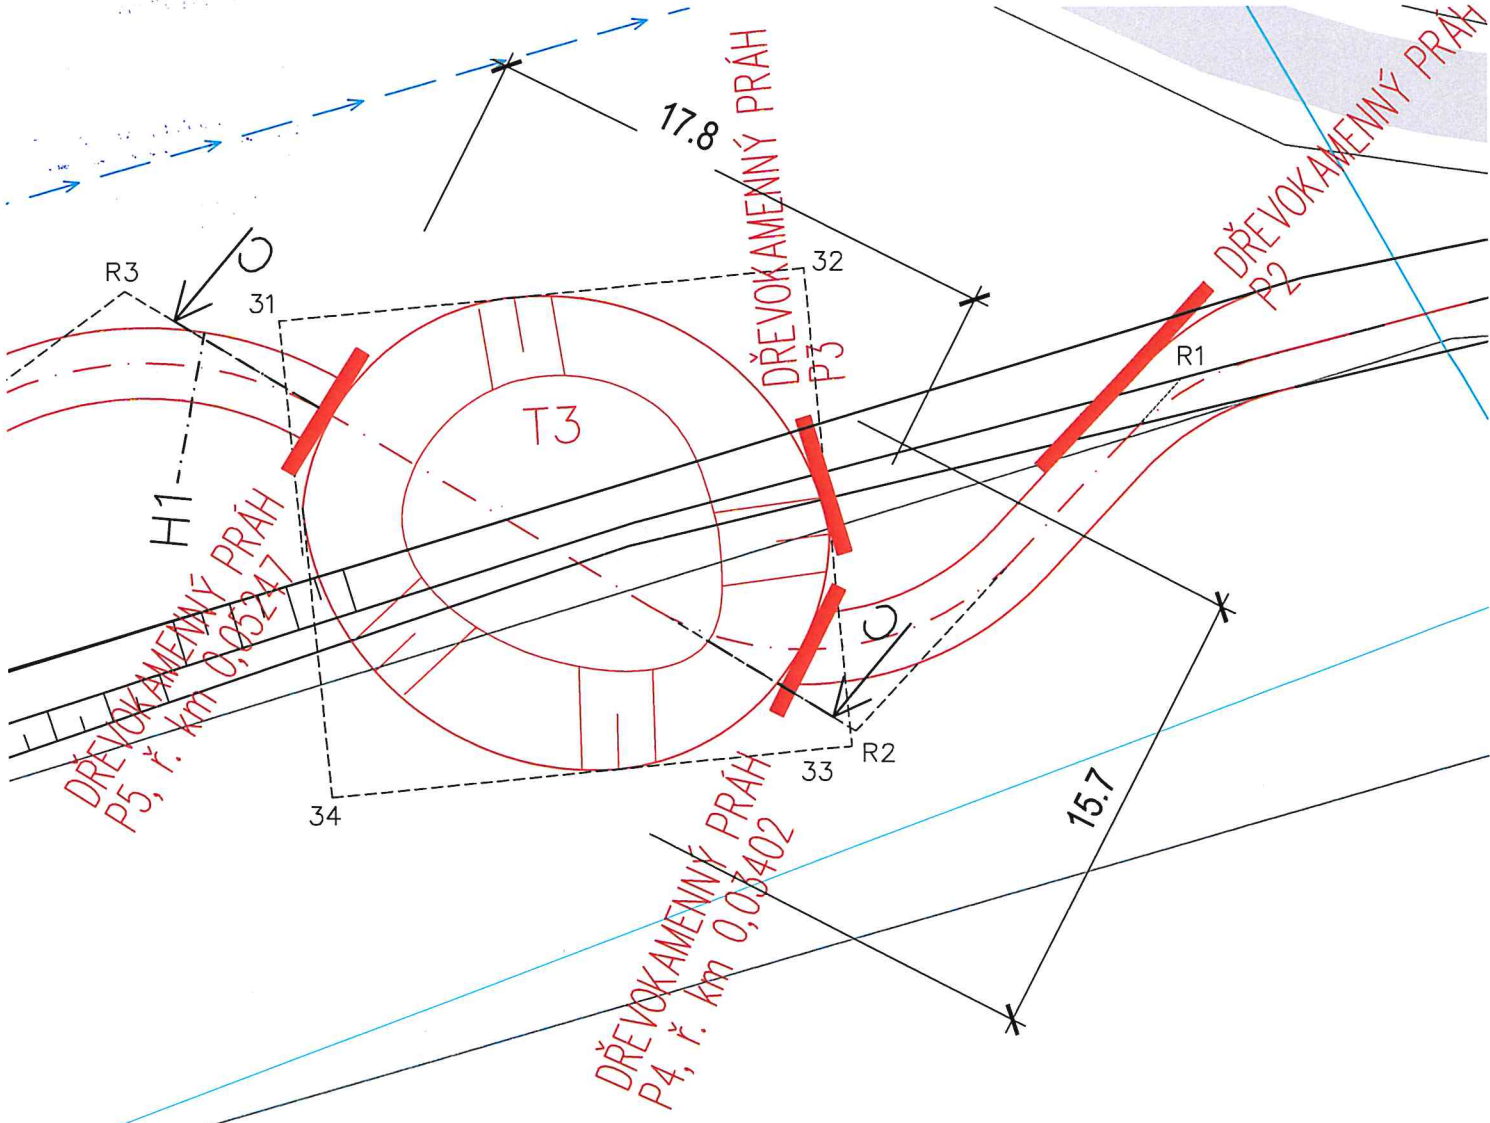 17.8
DŘEVOKAMENNÝ PRÁH
P3
DŘEVOKAMENNÝ PRÁH
P2
R3
C
31
32
R1
T3
H1
DŘEVOKAMENNÝ PRÁH
P5, ř. km 0,05247
C
R2
33
34
15.7
DŘEVOKAMENNÝ PRÁH
P4, ř. km 0,03402